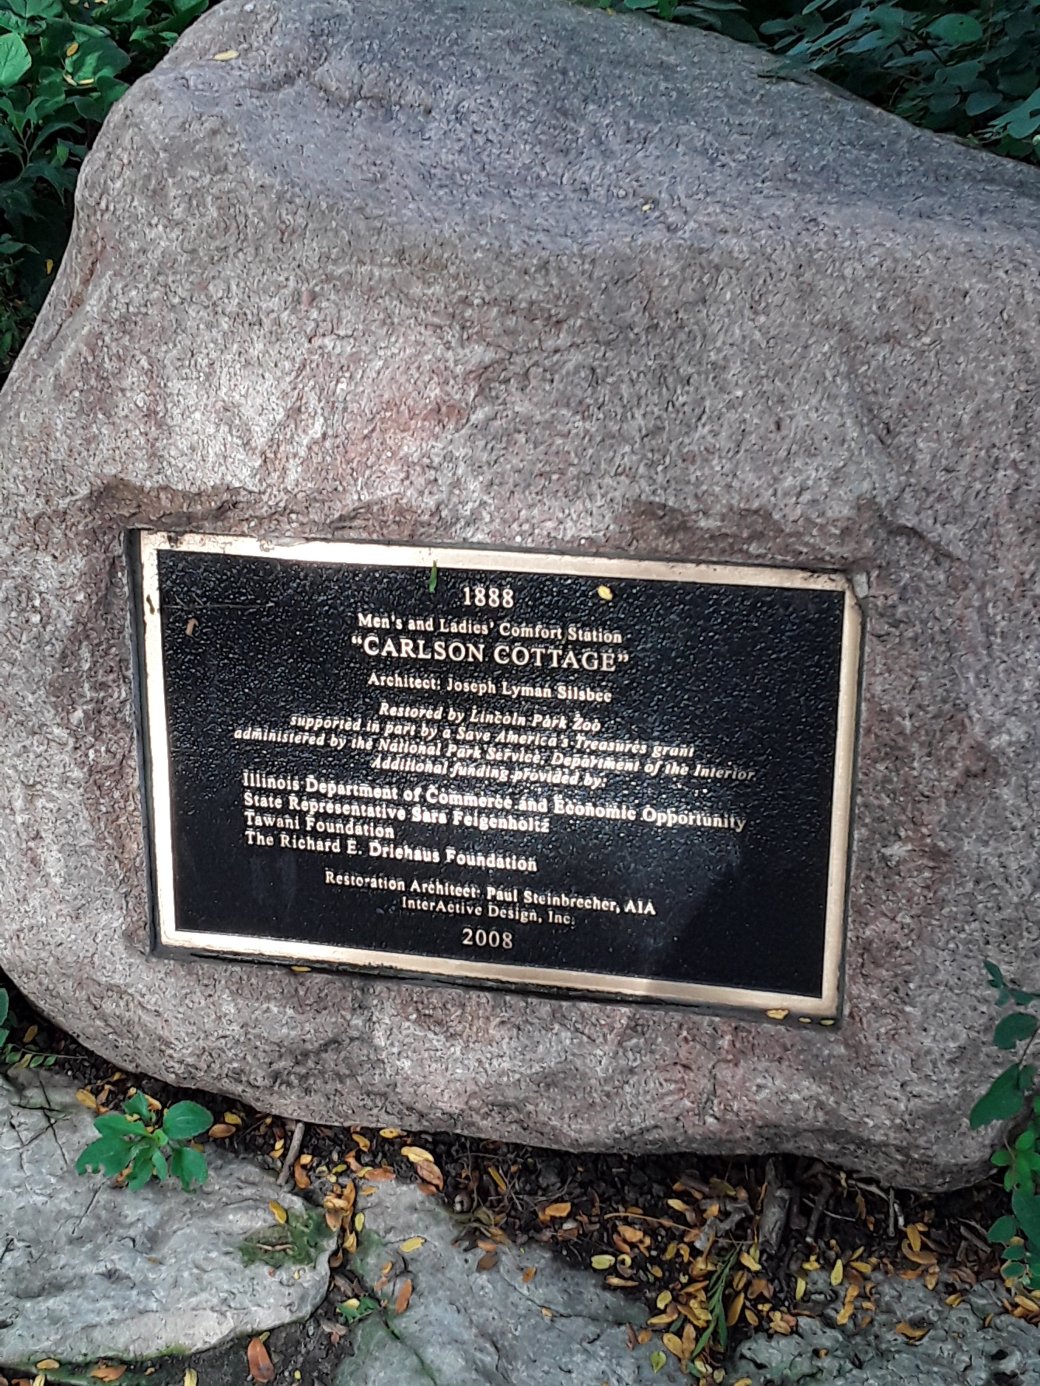 1888
Men's and Ladies' Comfort Station
"CARLSON COTTAGE"
Architect: Joseph Lyman Silsbee
Restored by Lincoln Park Zoo
supported in part by a Save America's Treasures grant
administered by the National Park Service, Department of the Interior.
Additional funding provided by:
Illinois Department of Commerce and Economic Opportunity
State Representative Sara Feigenholtz
Tawani Foundation
The Richard E. Driehaus Foundation
Restoration Architect: Paul Steinbrecher, AIA
InterActive Design, Inc.
2008